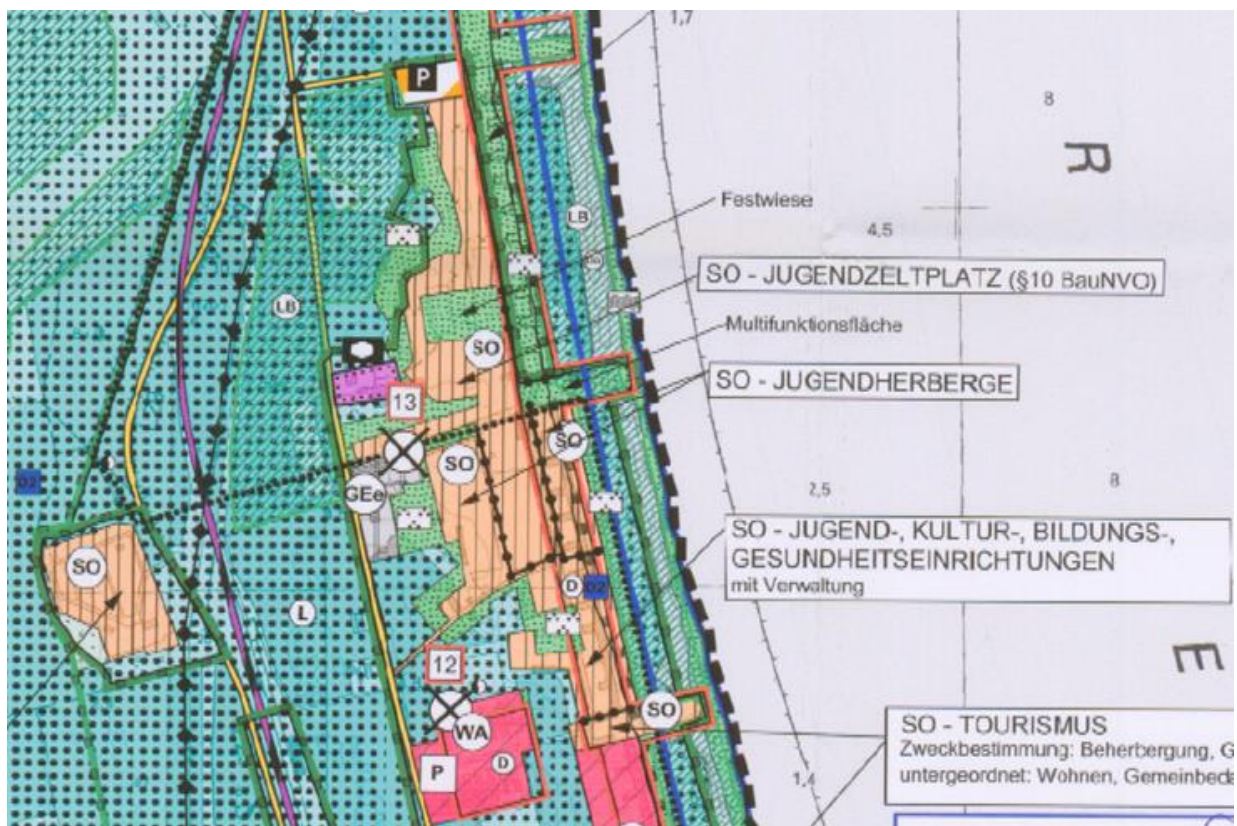 1,7
P
8
R
Festwiese
LB
4,5
SO - JUGENDZELTPLATZ (§10 BauNVO)
LB
Multifunktionsfläche
SO
SO - JUGENDHERBERGE
13
SO
SO
D2
GEe
2,5
8
SO - JUGEND-, KULTUR-, BILDUNGS-,
GESUNDHEITSEINRICHTUNGEN
mit Verwaltung
SO
D
D2
L
12
E
SO
WA
SO - TOURISMUS
Zweckbestimmung: Beherbergung, G
untergeordnet: Wohnen, Gemeinbeda
P
D
1,4